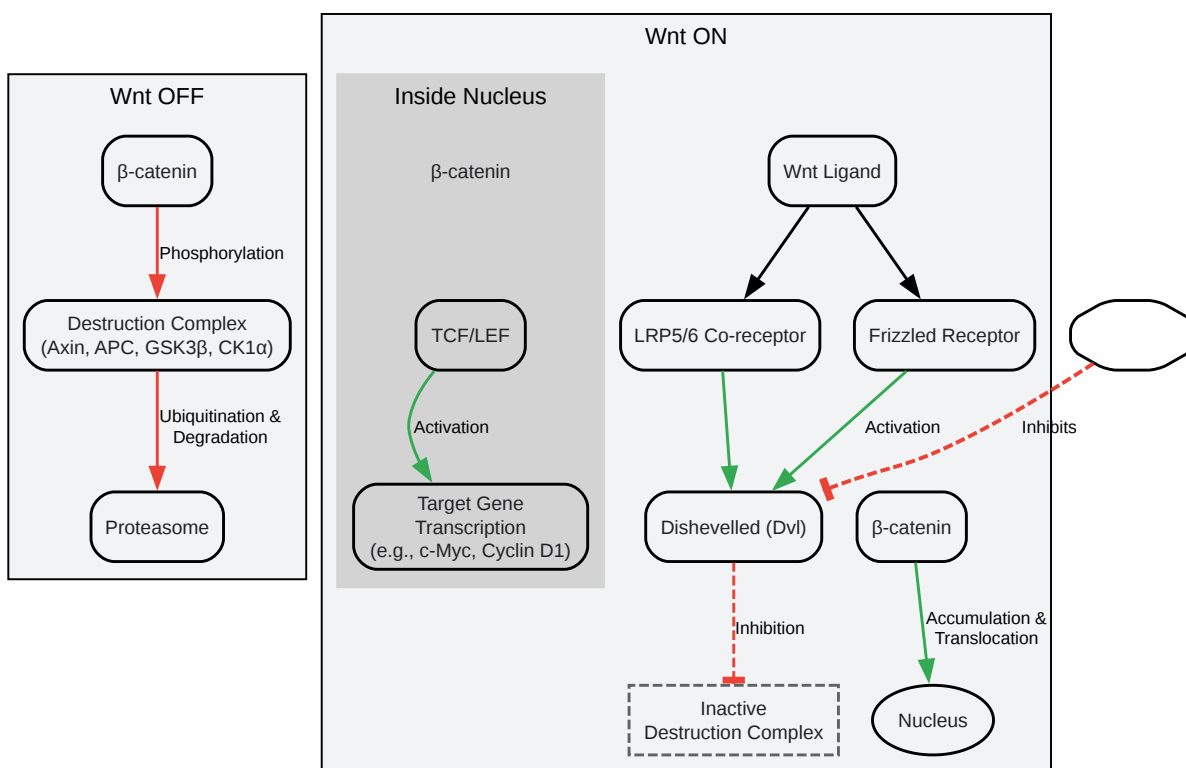 Wnt OFF
β-catenin
Phosphorylation
Destruction Complex
(Axin, APC, GSK3β, CK1α)
Ubiquitination &
Degradation
Proteasome
Wnt ON
Inside Nucleus
β-catenin
TCF/LEF
Activation
Target Gene
Transcription
(e.g., c-Myc, Cyclin D1)
Wnt Ligand
LRP5/6 Co-receptor
Frizzled Receptor
Activation
Inhibits
Dishevelled (Dvl)
β-catenin
Inhibition
Accumulation &
Translocation
Inactive
Destruction Complex
Nucleus